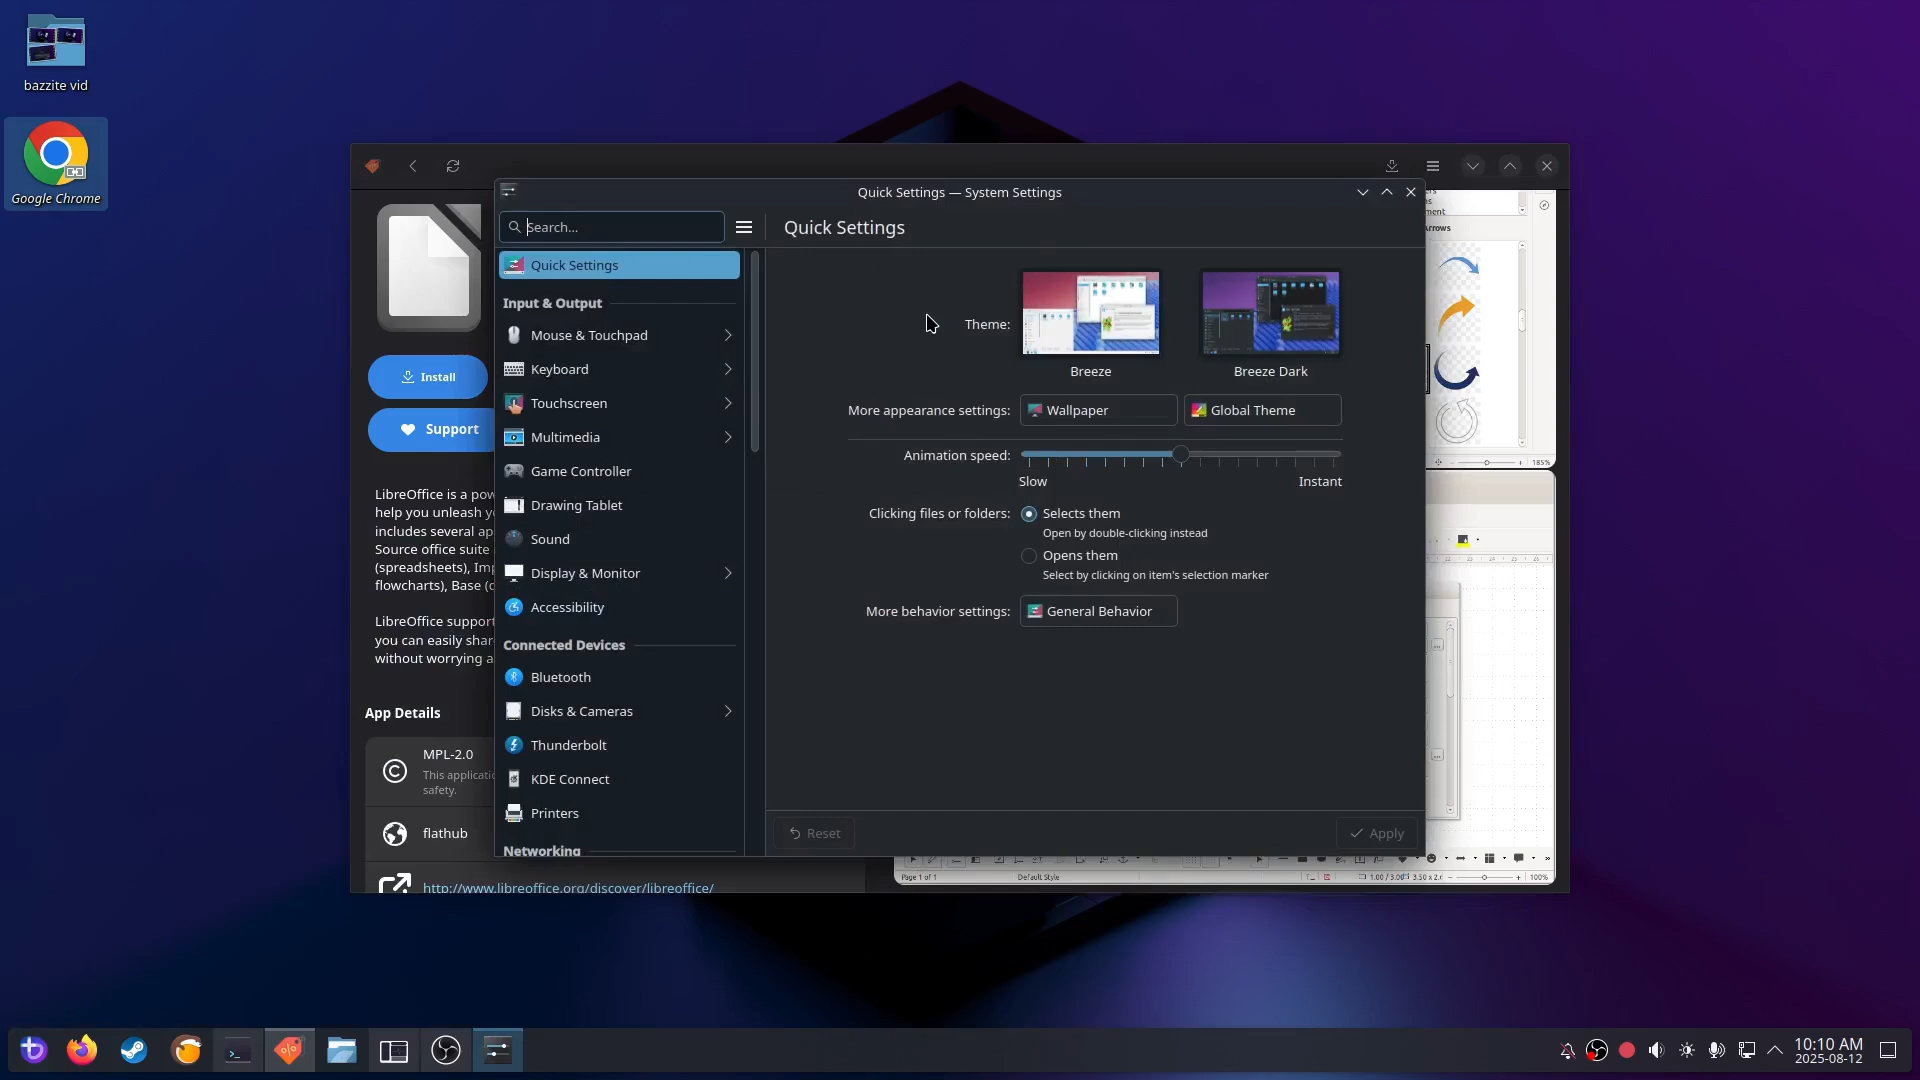 bazzite vid
Google Chrome
Quick Settings — System Settings
Search...
Quick Settings
Quick Settings
Input & Output
Mouse & Touchpad
Keyboard
Touchscreen
Multimedia
Game Controller
Drawing Tablet
Sound
Display & Monitor
Accessibility
Connected Devices
Bluetooth
Disks & Cameras
Thunderbolt
KDE Connect
Printers
Networking
Theme:
Breeze
Breeze Dark
More appearance settings:
Wallpaper
Global Theme
Animation speed:
Slow
Instant
Clicking files or folders:
Selects them
Open by double-clicking instead
Opens them
Select by clicking on item's selection marker
More behavior settings:
General Behavior
Reset
Apply
Install
Support
LibreOffice is a pow
help you unleash y
includes several ap
Source office suite
(spreadsheets), Imp
flowcharts), Base (d
LibreOffice support
you can easily shar
without worrying a
App Details
MPL-2.0
This applicatio
safety.
flathub
http://www.libreoffice.org/discover/libreoffice/
185%
Page 1 of 1
Default Style
100%
10:10 AM
2025-08-12